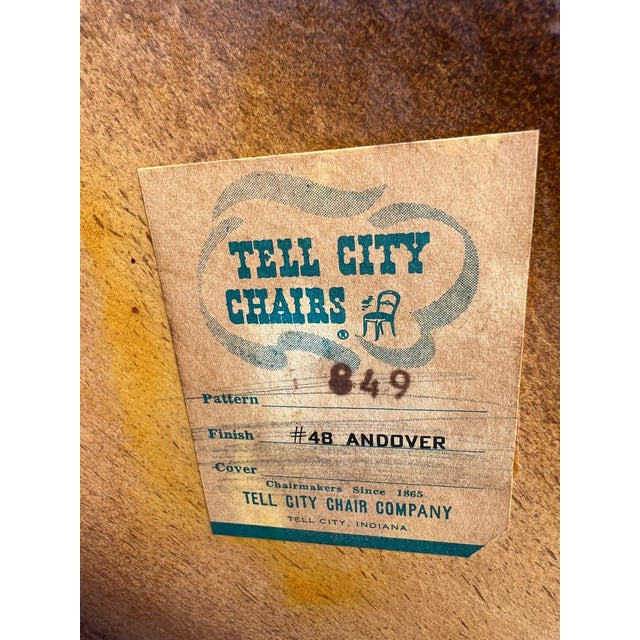 TELL CITY
CHAIRS
®
Pattern 849
Finish #48 ANDOVER
Cover
Chairmakers Since 1865
TELL CITY CHAIR COMPANY
TELL CITY, INDIANA